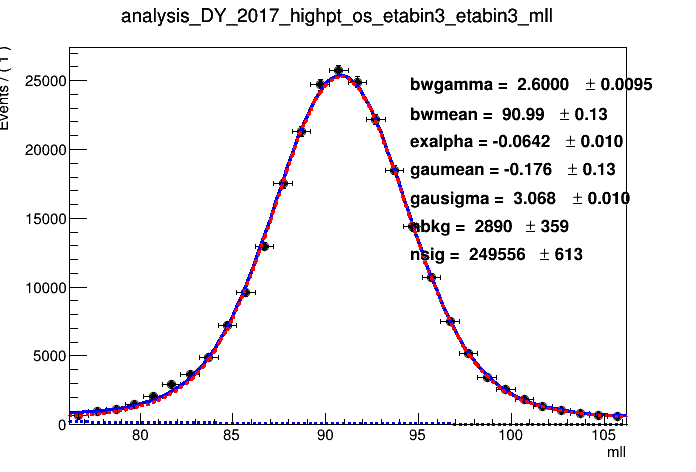 analysis_DY_2017_highpt_os_etabin3_etabin3_mll
Events / ( 1 )
25000
20000
15000
10000
5000
0
bwgamma = 2.6000 ± 0.0095
bwmean = 90.99 ± 0.13
exalpha = -0.0642 ± 0.010
gaumean = -0.176 ± 0.13
gausigma = 3.068 ± 0.010
nbkg = 2890 ± 359
nsig = 249556 ± 613
80 85 90 95 100 105
mll